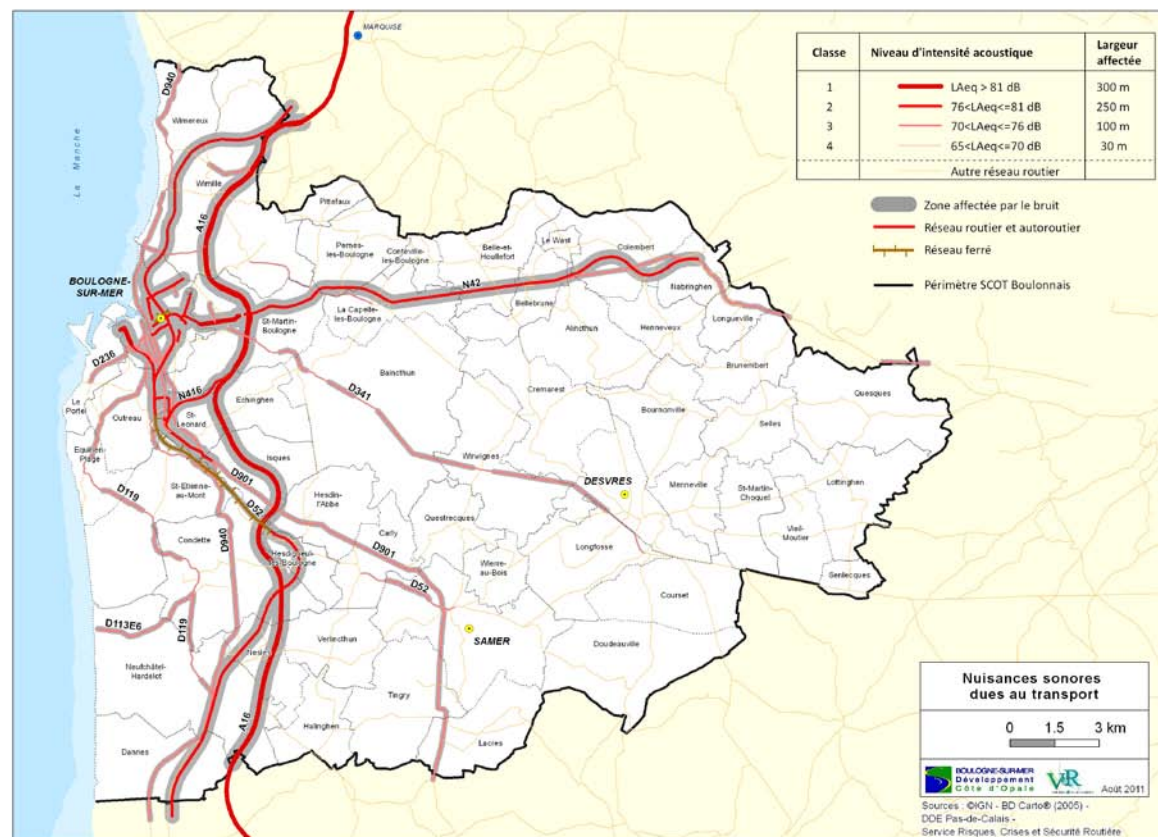 MARQUISE
Classe Niveau d'intensité acoustique Largeur affectée
1 LAeq > 81 dB 300 m
2 76<LAeq<=81 dB 250 m
3 70<LAeq<=76 dB 100 m
4 65<LAeq<=70 dB 30 m
Autre réseau routier
Zone affectée par le bruit
Réseau routier et autoroutier
Réseau ferré
Périmètre SCOT Boulonnais
La Manche
D940
Wimereux
Wimille
A16
Pittefaux
Pernes-les-Boulogne
Conteville-les-Boulogne
Belle-et-Houllefort
Le Wast
Colembert
BOULOGNE-SUR-MER
N42
Nabringhen
St-Martin-Boulogne
La Capelle-les-Boulogne
Bellebrune
Alincthun
Henneveux
Longueville
D236
Baincthun
Brunembert
Le Portel
N416
D341
Cremarest
Quesques
Outreau
St-Leonard
Echinghen
Bournonville
Selles
Equihen-Plage
Isques
Wirwignes
D901
DESVRES
Menneville
St-Martin-Choquel
Lottinghen
D119
St-Etienne-au-Mont
D52
Hesdin-l'Abbé
Questrecques
Condette
D940
Carly
D901
Longfosse
Vieil-Moutier
Hesdigneul-les-Boulogne
Wierre-au-Bois
D52
Senlecques
Courset
D113E6
D119
Verlincthun
SAMER
Doudeauville
Nesles
Neufchâtel-Hardelot
Tingry
A16
Halinghen
Dannes
Lacres
Nuisances sonores
dues au transport
0 1.5 3 km
BOULOGNE-SUR-MER
Développement
Côte d'Opale
Août 2011
Sources : ©IGN - BD Carto® (2005) -
DDE Pas-de-Calais -
Service Risques, Crises et Sécurité Routière